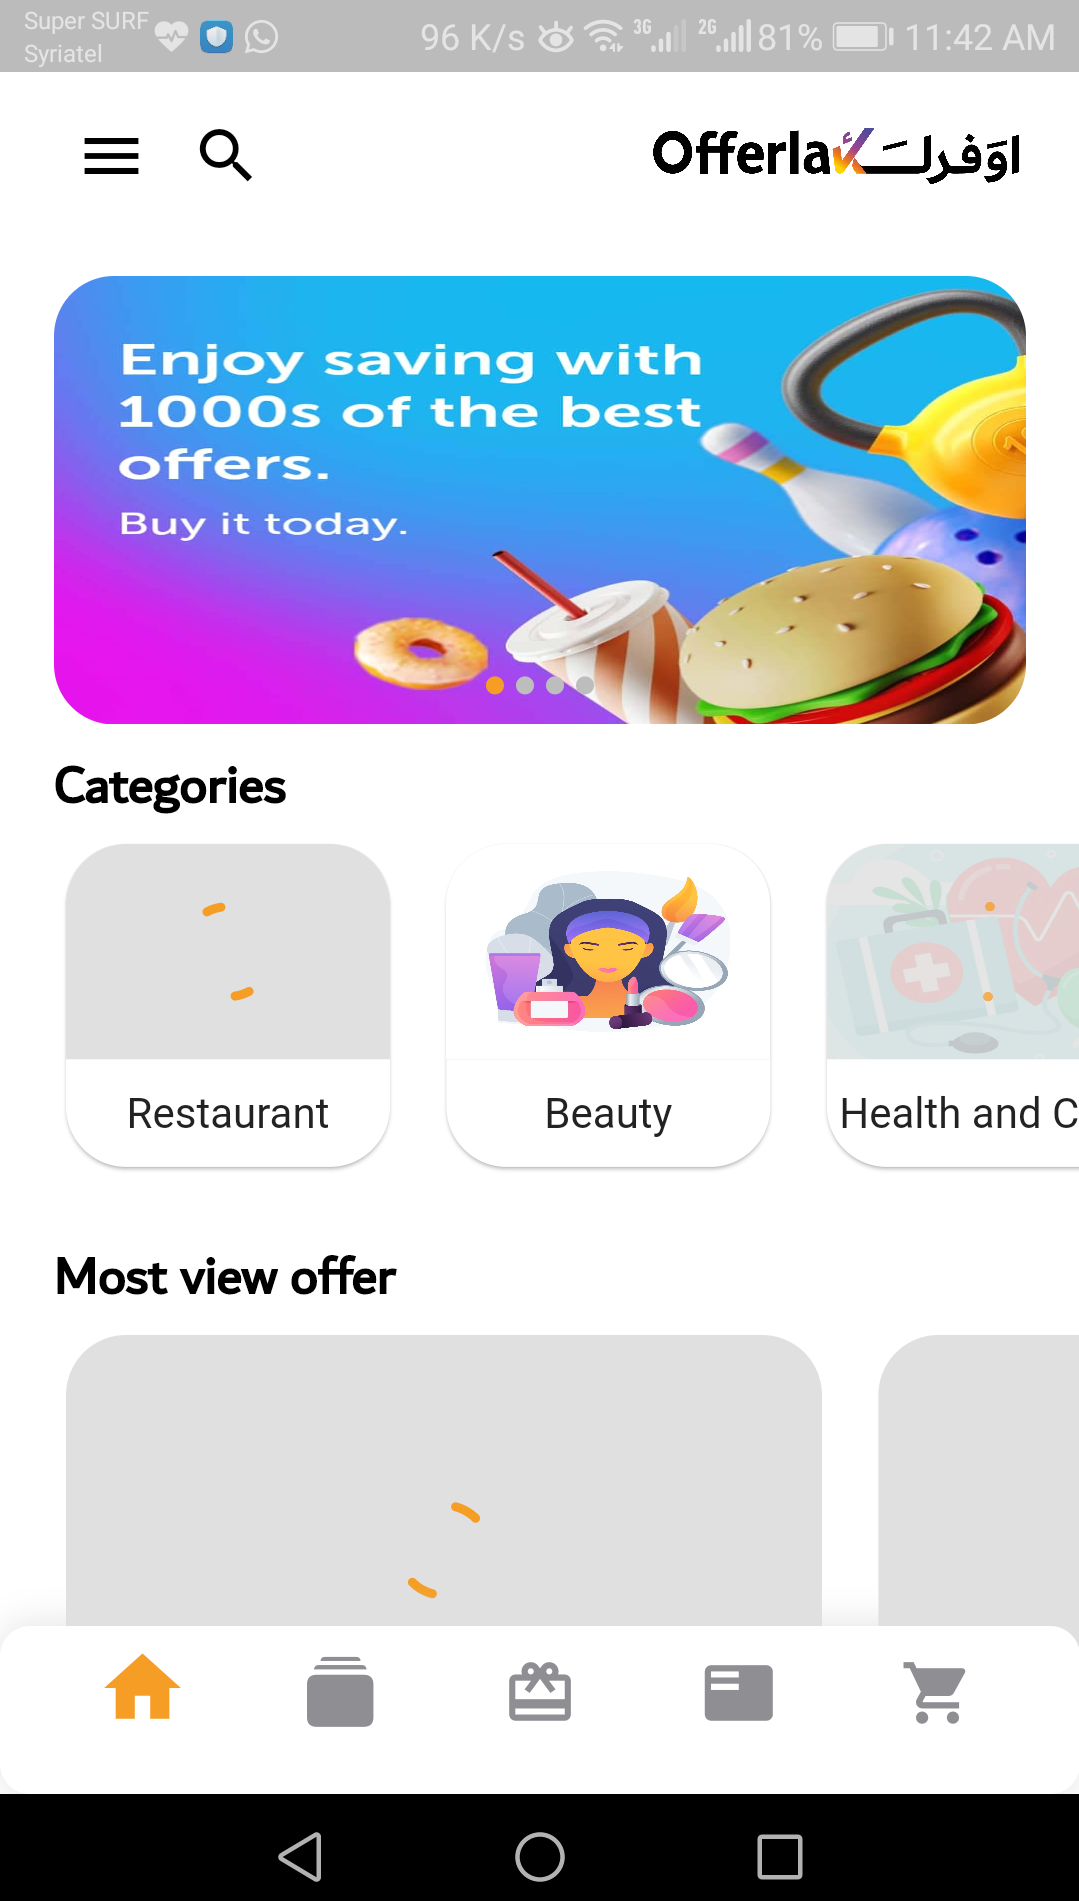 Super SURF
Syriatel
96 K/s 3G 2G 81% 11:42 AM
Offerlak اوفرلك
Enjoy saving with
1000s of the best
offers.
Buy it today.
Categories
Restaurant
Beauty
Health and C
Most view offer